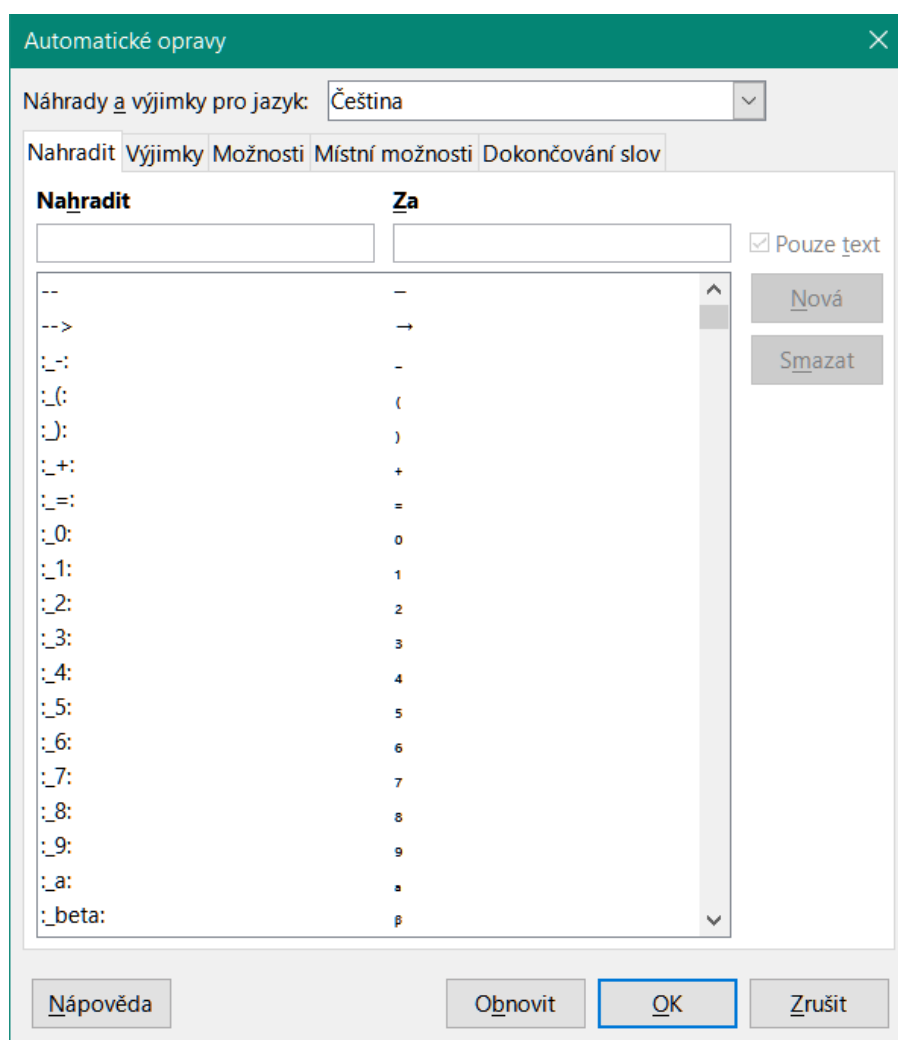 Automatické opravy
Náhrady a výjimky pro jazyk: Čeština
Nahradit Výjimky Možnosti Místní možnosti Dokončování slov
Nahradit Za
Pouze text
-- –
--> →
:_-: ₋
:_(: ₍
:_): ₎
:_+: ₊
:_=: ₌
:_0: ₀
:_1: ₁
:_2: ₂
:_3: ₃
:_4: ₄
:_5: ₅
:_6: ₆
:_7: ₇
:_8: ₈
:_9: ₉
:_a: ₐ
:_beta: ᵦ
Nová
Smazat
Nápověda Obnovit OK Zrušit